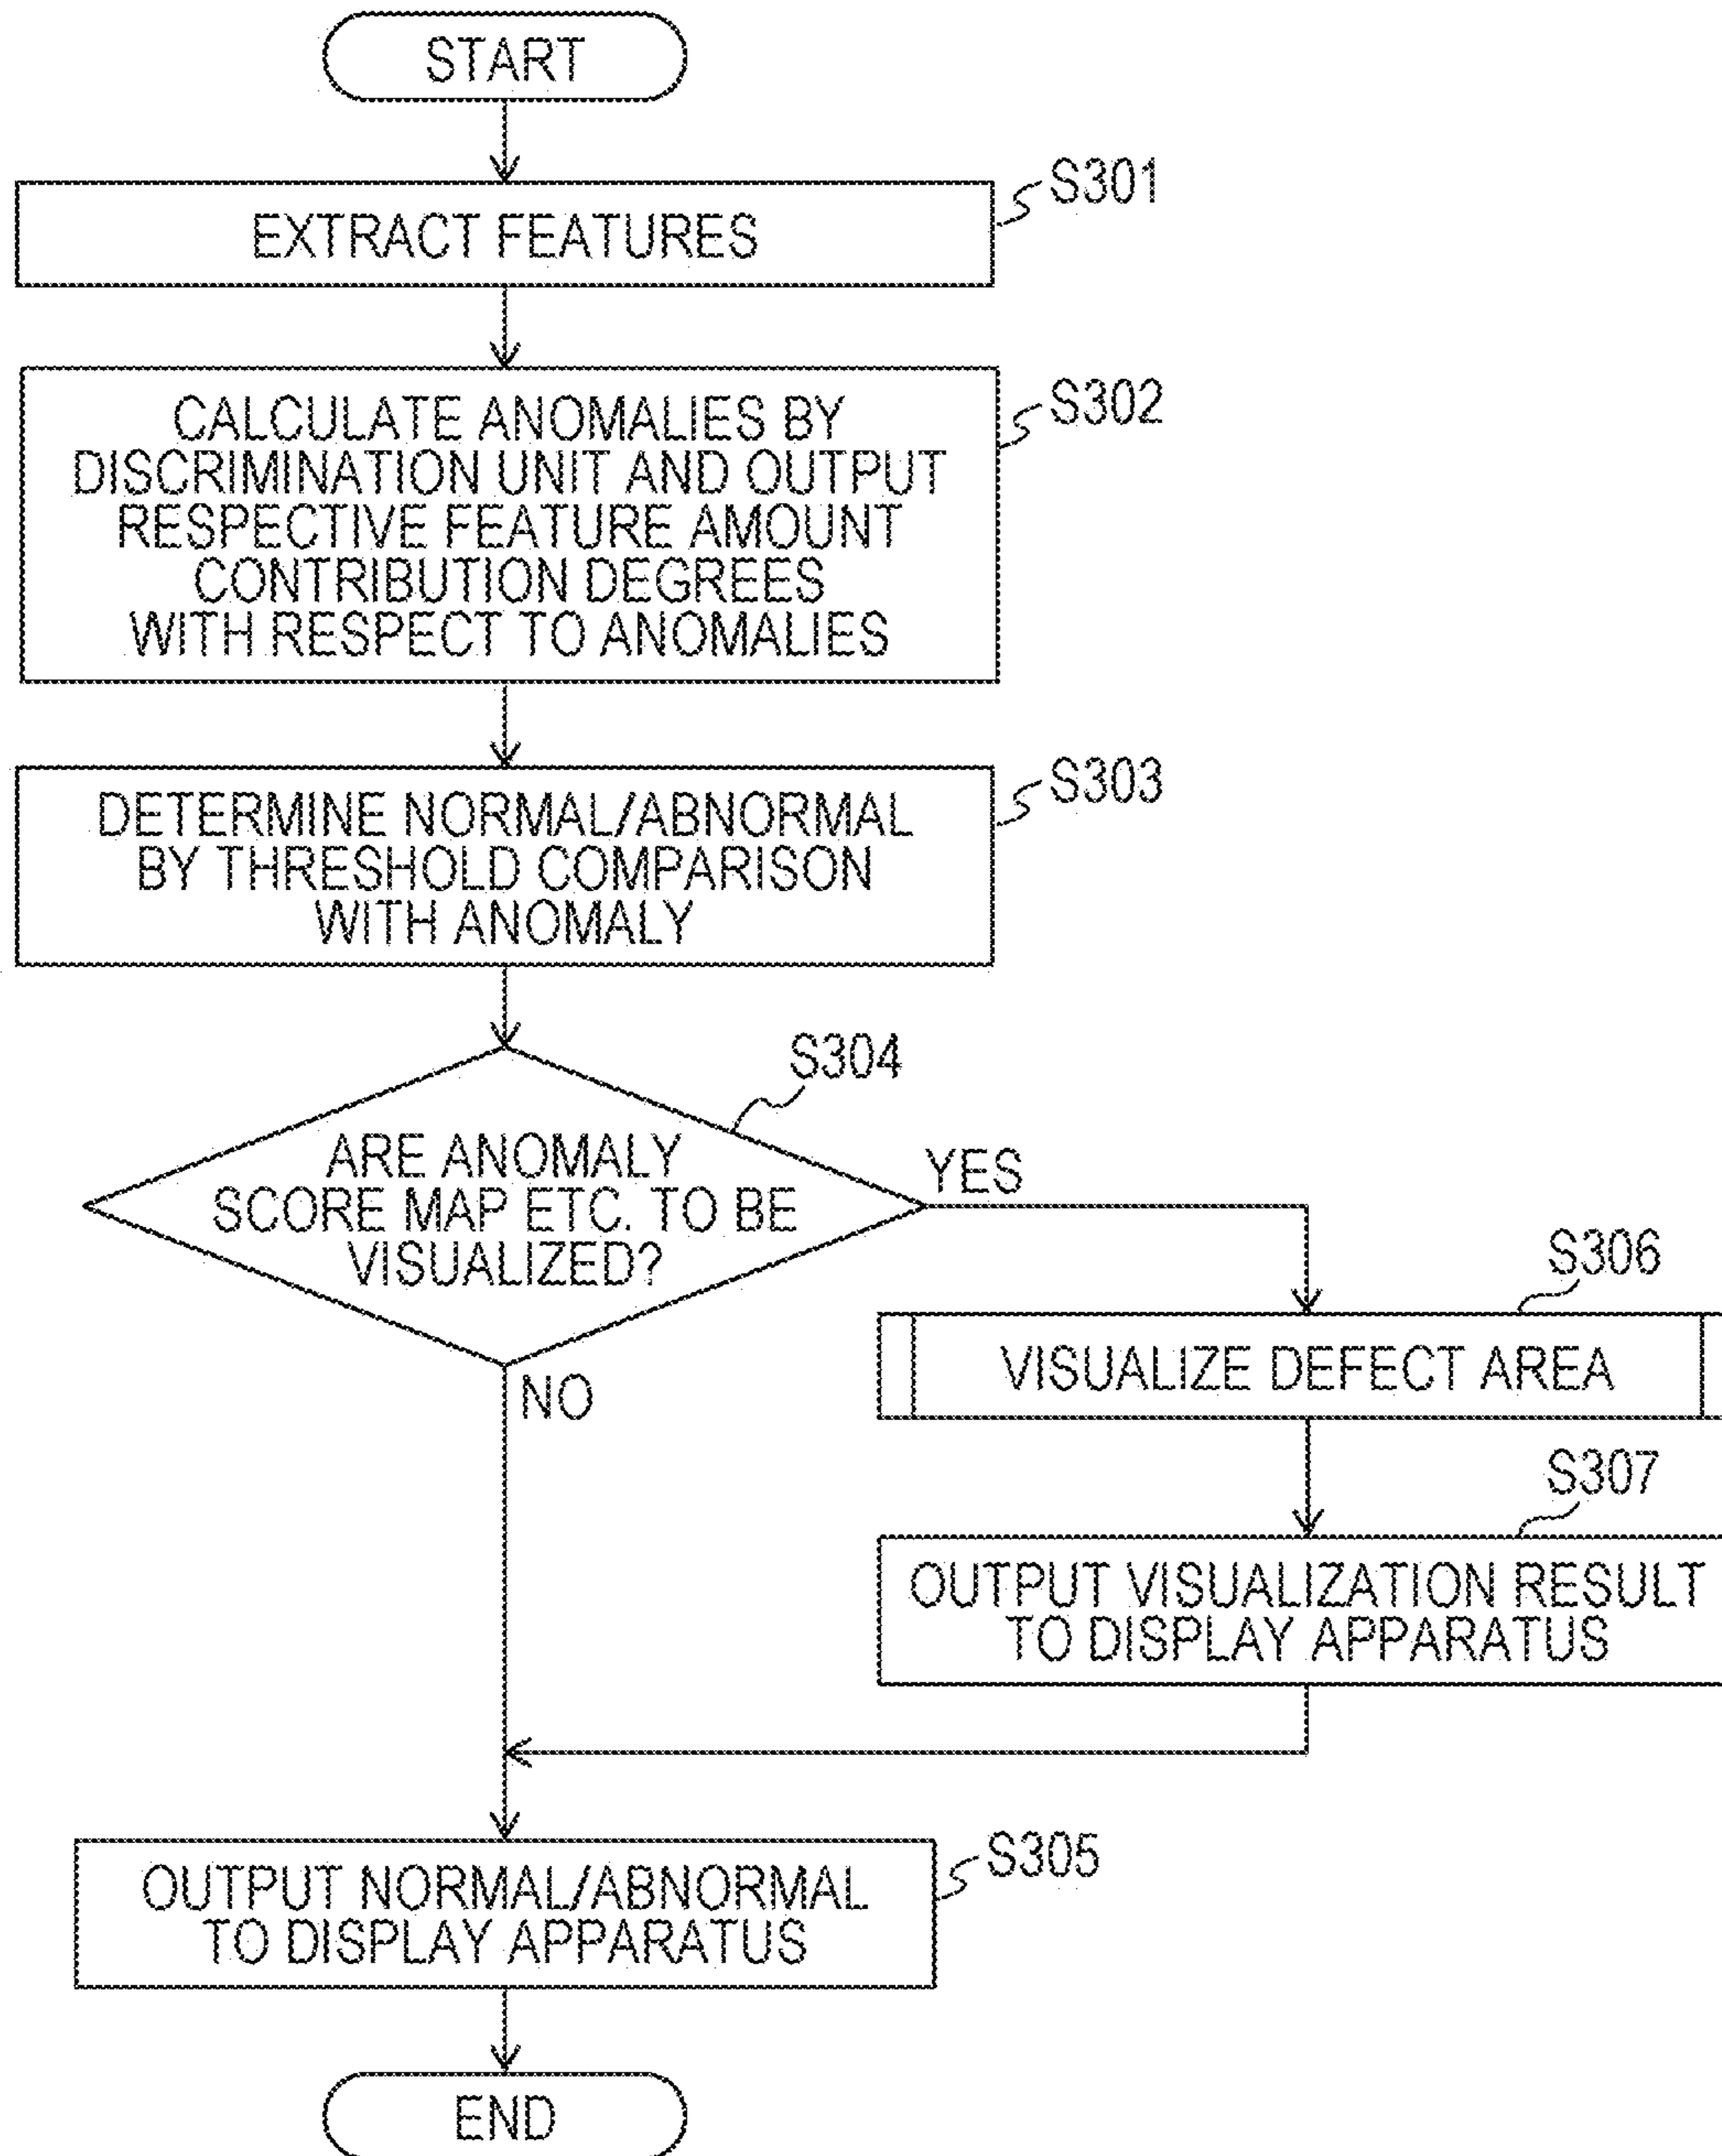 START
S301
EXTRACT FEATURES
S302
CALCULATE ANOMALIES BY
DISCRIMINATION UNIT AND OUTPUT
RESPECTIVE FEATURE AMOUNT
CONTRIBUTION DEGREES
WITH RESPECT TO ANOMALIES
S303
DETERMINE NORMAL/ABNORMAL
BY THRESHOLD COMPARISON
WITH ANOMALY
S304
ARE ANOMALY
SCORE MAP ETC. TO BE
VISUALIZED?
YES
NO
S306
VISUALIZE DEFECT AREA
S307
OUTPUT VISUALIZATION RESULT
TO DISPLAY APPARATUS
S305
OUTPUT NORMAL/ABNORMAL
TO DISPLAY APPARATUS
END